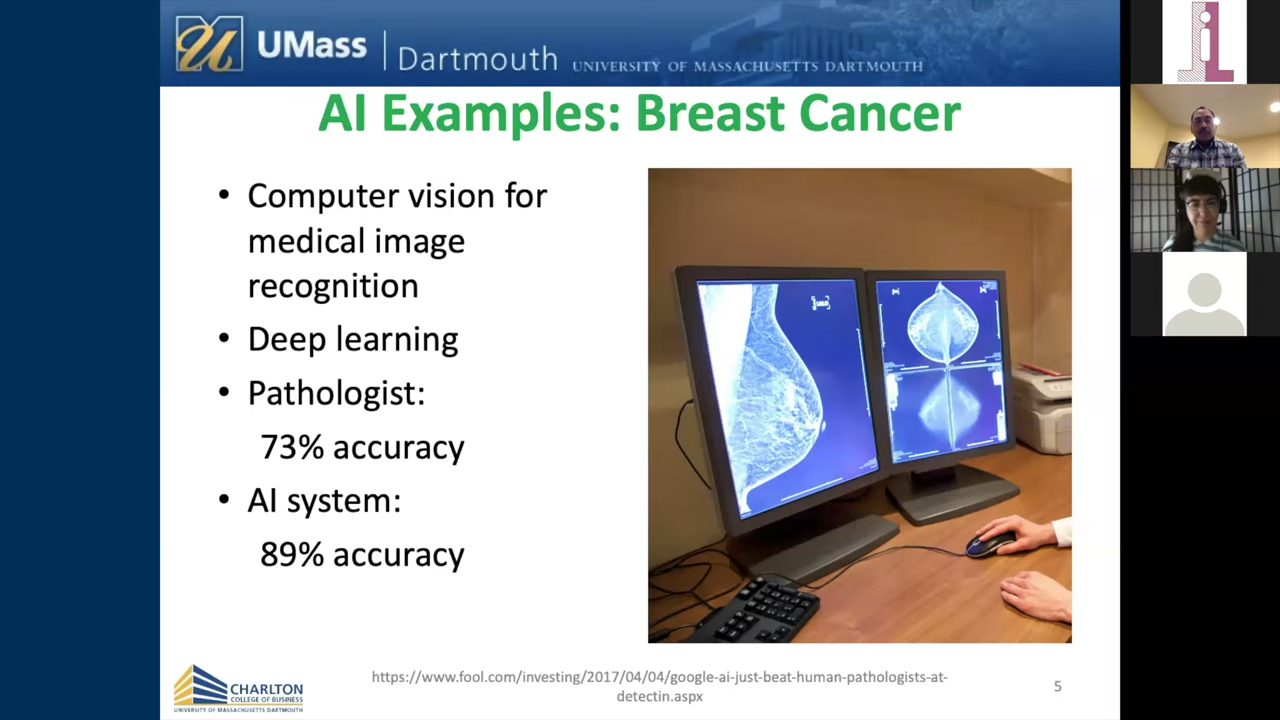 UMass
Dartmouth
UNIVERSITY OF MASSACHUSETTS DARTMOUTH
AI Examples: Breast Cancer
• Computer vision for
medical image
recognition
• Deep learning
• Pathologist:
73% accuracy
• AI system:
89% accuracy
CHARLTON
COLLEGE OF BUSINESS
UNIVERSITY OF MASSACHUSETTS DARTMOUTH
https://www.fool.com/investing/2017/04/04/google-ai-just-beat-human-pathologists-at-
detectin.aspx
5